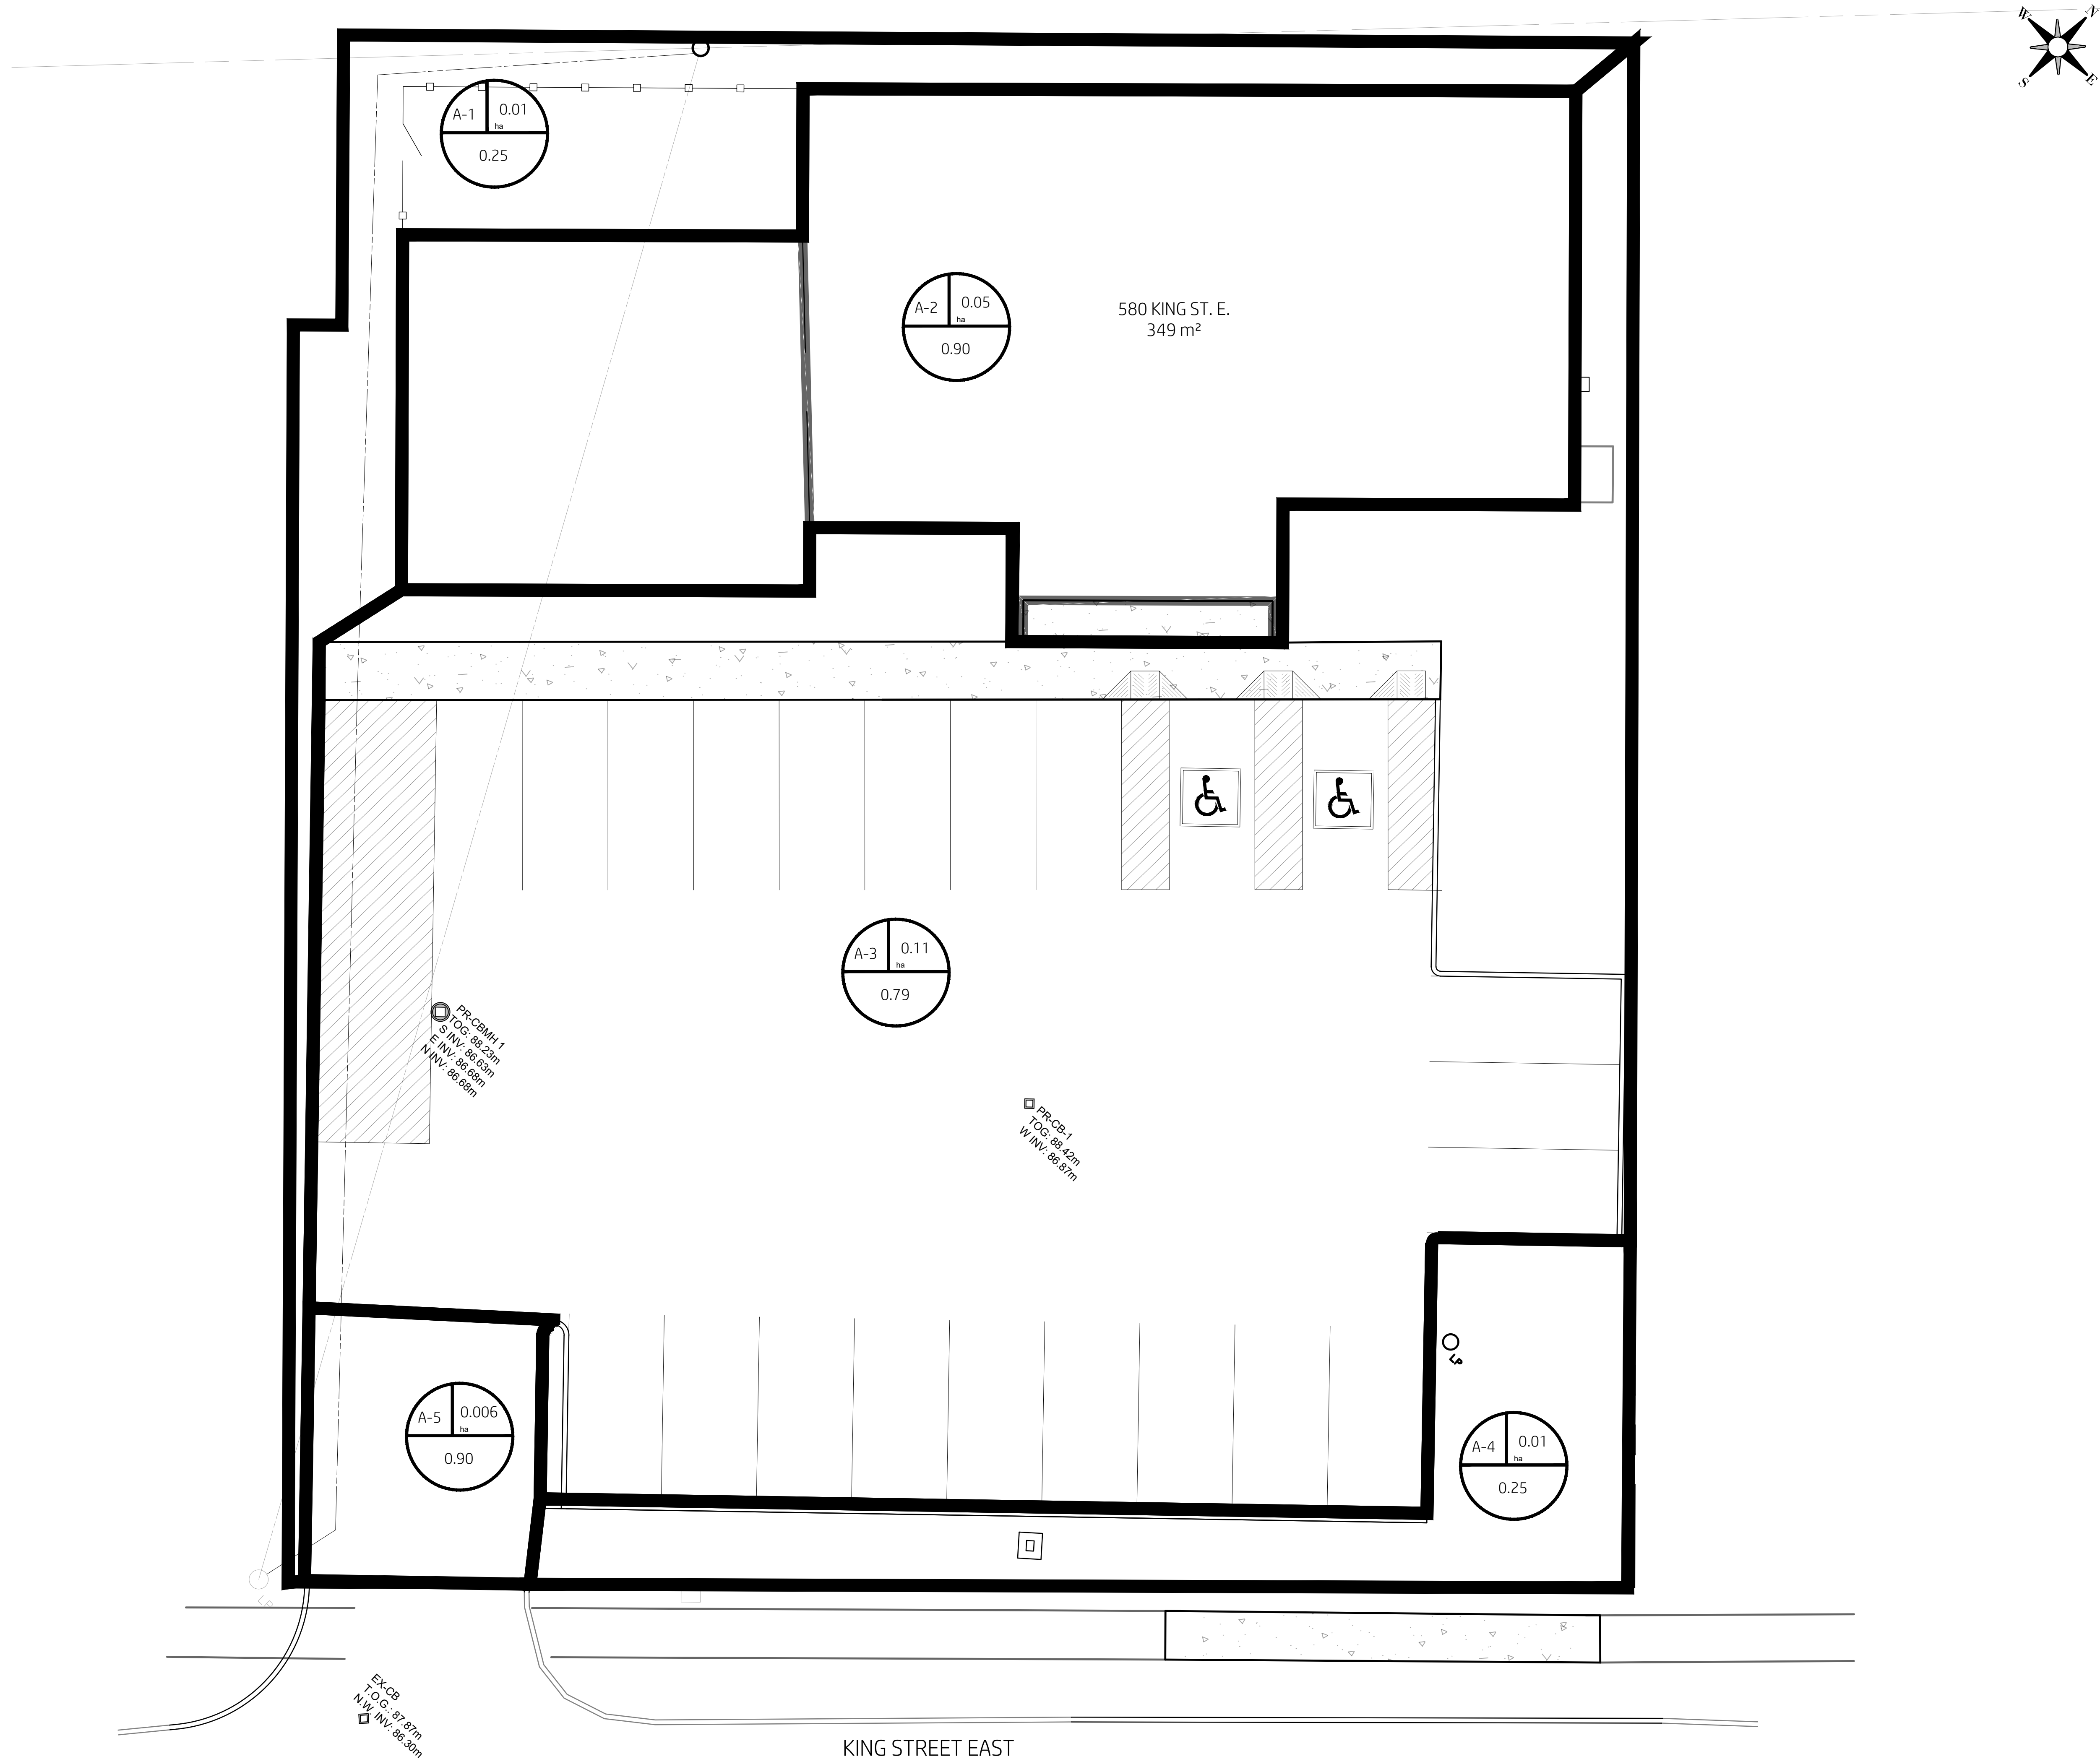 W N
S E
A-1 0.01
ha
0.25
A-2 0.05
ha
0.90
580 KING ST. E.
349 m²
A-3 0.11
ha
0.79
PR-CBMH 1
TOG: 88.23m
S INV: 86.63m
E INV: 86.68m
N INV: 86.68m
PR-CB-1
TOG: 88.42m
W INV: 86.87m
LP
A-5 0.006
ha
0.90
A-4 0.01
ha
0.25
LP
EX-CB
T.O.G.: 87.87m
N.W. INV: 86.30m
KING STREET EAST